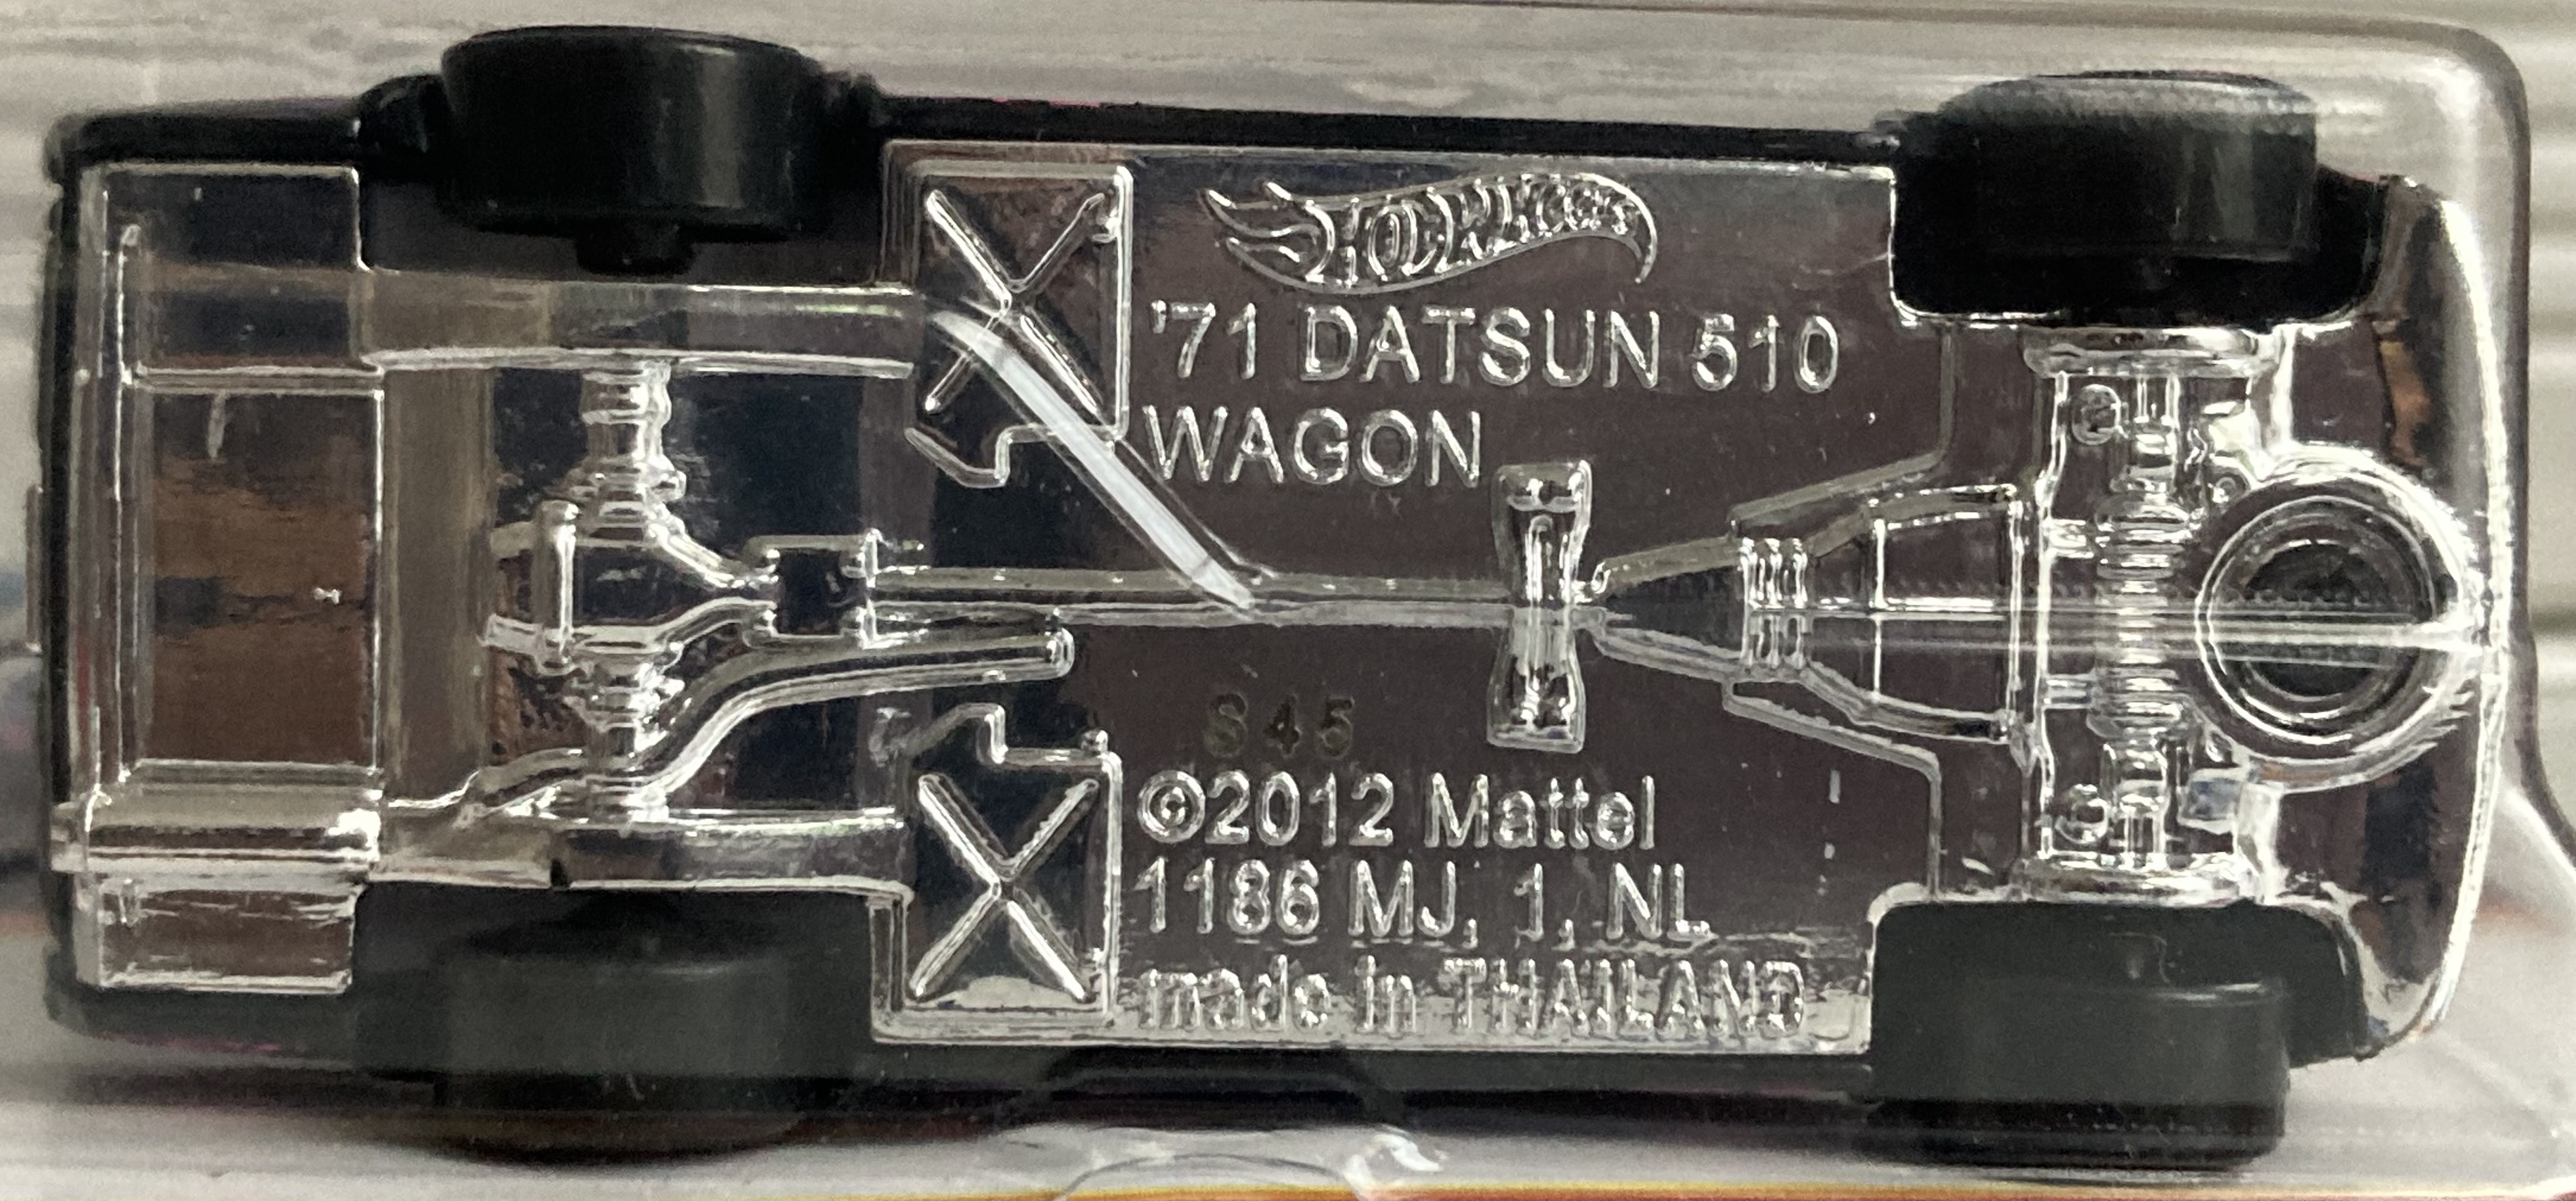 Hot Wheels
'71 DATSUN 510
WAGON
S45
©2012 Mattel
1186 MJ, 1, NL
made in THAILAND